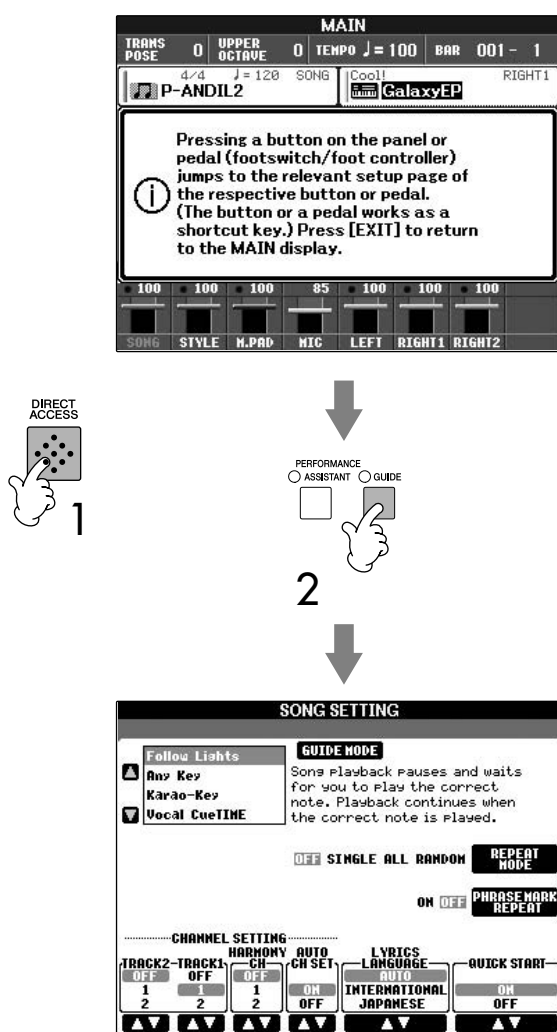 MAIN
TRANS POSE 0 UPPER OCTAVE 0 TEMPO ♩= 100 BAR 001 - 1
4/4 ♩= 120 SONG Cool! RIGHT1
P-ANDIL2 GalaxyEP
Pressing a button on the panel or
pedal (footswitch/foot controller)
jumps to the relevant setup page of
the respective button or pedal.
(The button or a pedal works as a
shortcut key.) Press [EXIT] to return
to the MAIN display.
100 100 100 85 100 100 100
SONG STYLE M.PAD MIC LEFT RIGHT1 RIGHT2
DIRECT
ACCESS
1
PERFORMANCE
ASSISTANT GUIDE
2
SONG SETTING
Follow Lights GUIDE MODE
Any Key Song playback pauses and waits
Karao-Key for you to play the correct
Vocal CueTIME note. Playback continues when
the correct note is played.
OFF SINGLE ALL RANDOM REPEAT MODE
ON OFF PHRASE MARK REPEAT
CHANNEL SETTING
HARMONY AUTO LYRICS
TRACK2 TRACK1 CH CH SET LANGUAGE QUICK START
OFF OFF OFF AUTO
1 1 1 ON INTERNATIONAL ON
2 2 2 OFF JAPANESE OFF